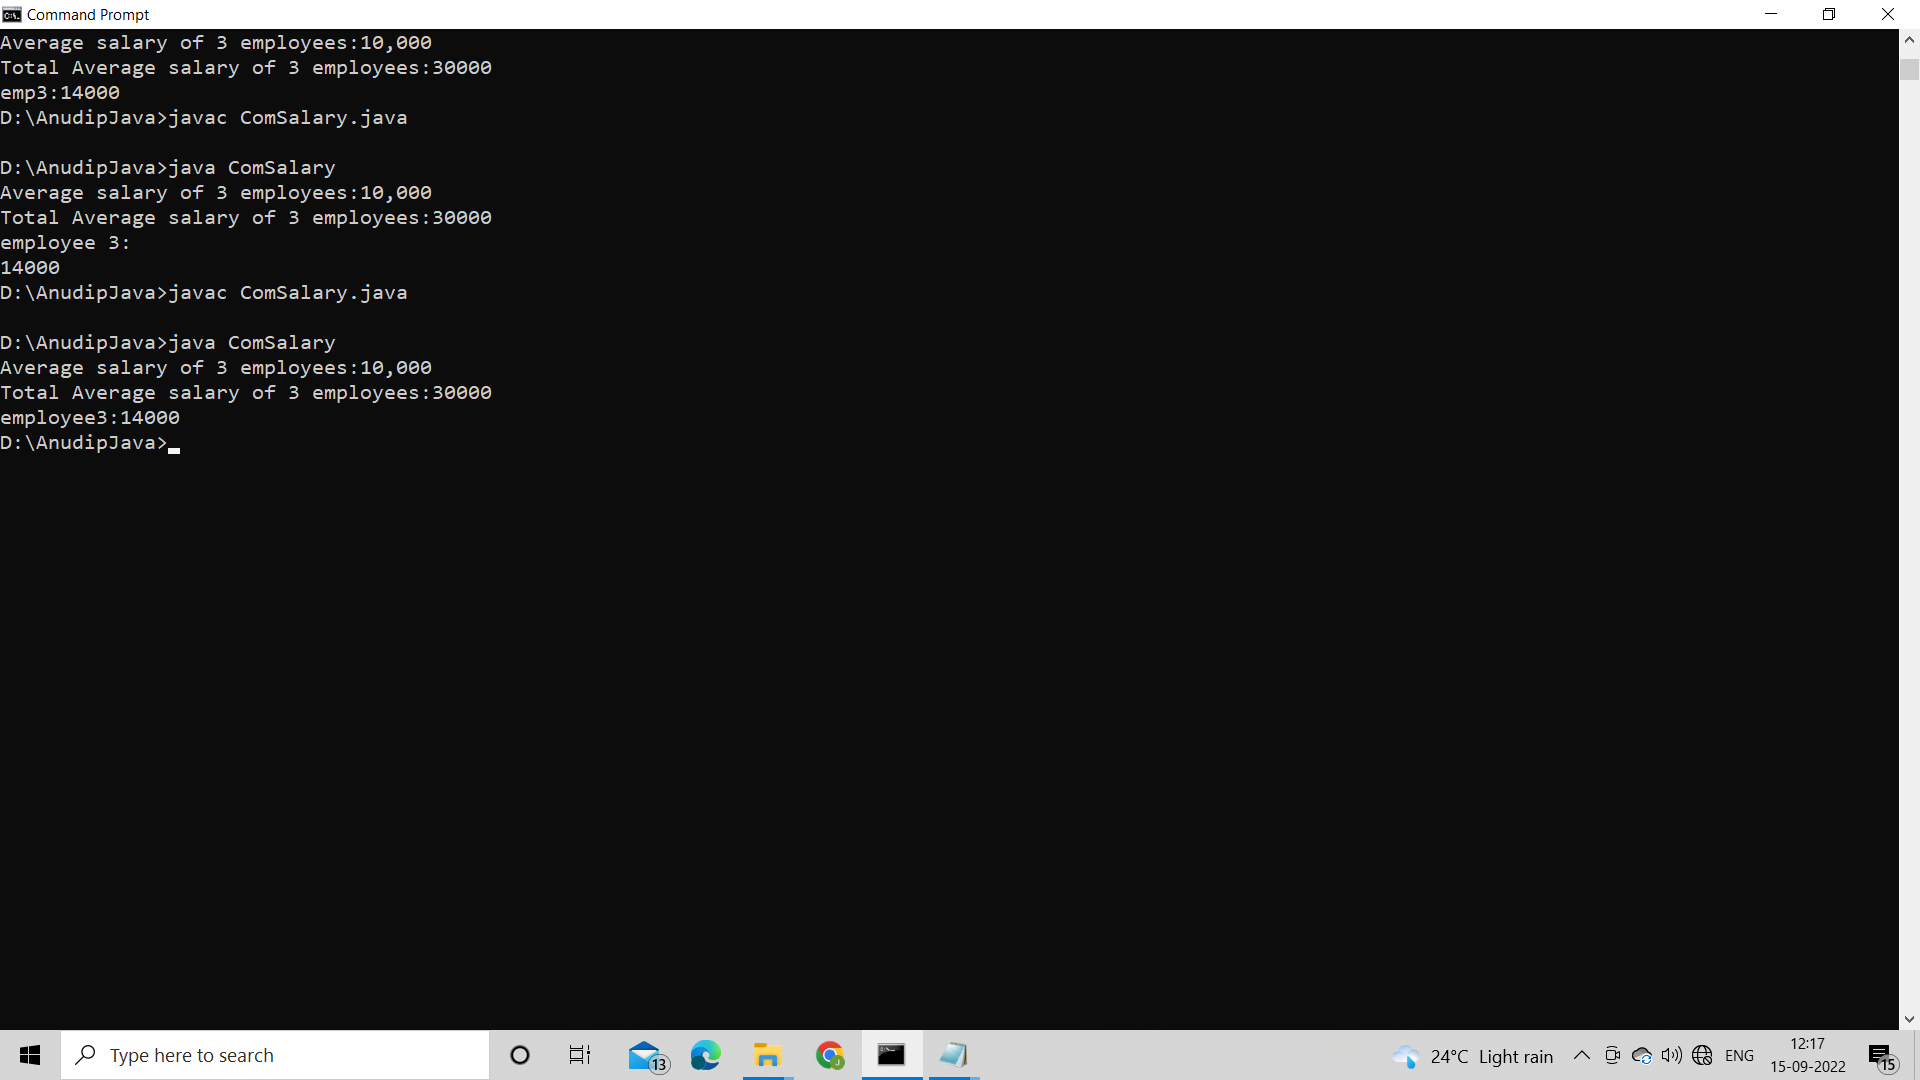 Command Prompt
Average salary of 3 employees:10,000
Total Average salary of 3 employees:30000
emp3:14000
D:\AnudipJava>javac ComSalary.java
D:\AnudipJava>java ComSalary
Average salary of 3 employees:10,000
Total Average salary of 3 employees:30000
employee 3:
14000
D:\AnudipJava>javac ComSalary.java
D:\AnudipJava>java ComSalary
Average salary of 3 employees:10,000
Total Average salary of 3 employees:30000
employee3:14000
D:\AnudipJava>
Type here to search
13
24°C Light rain
ENG
12:17
15-09-2022
15